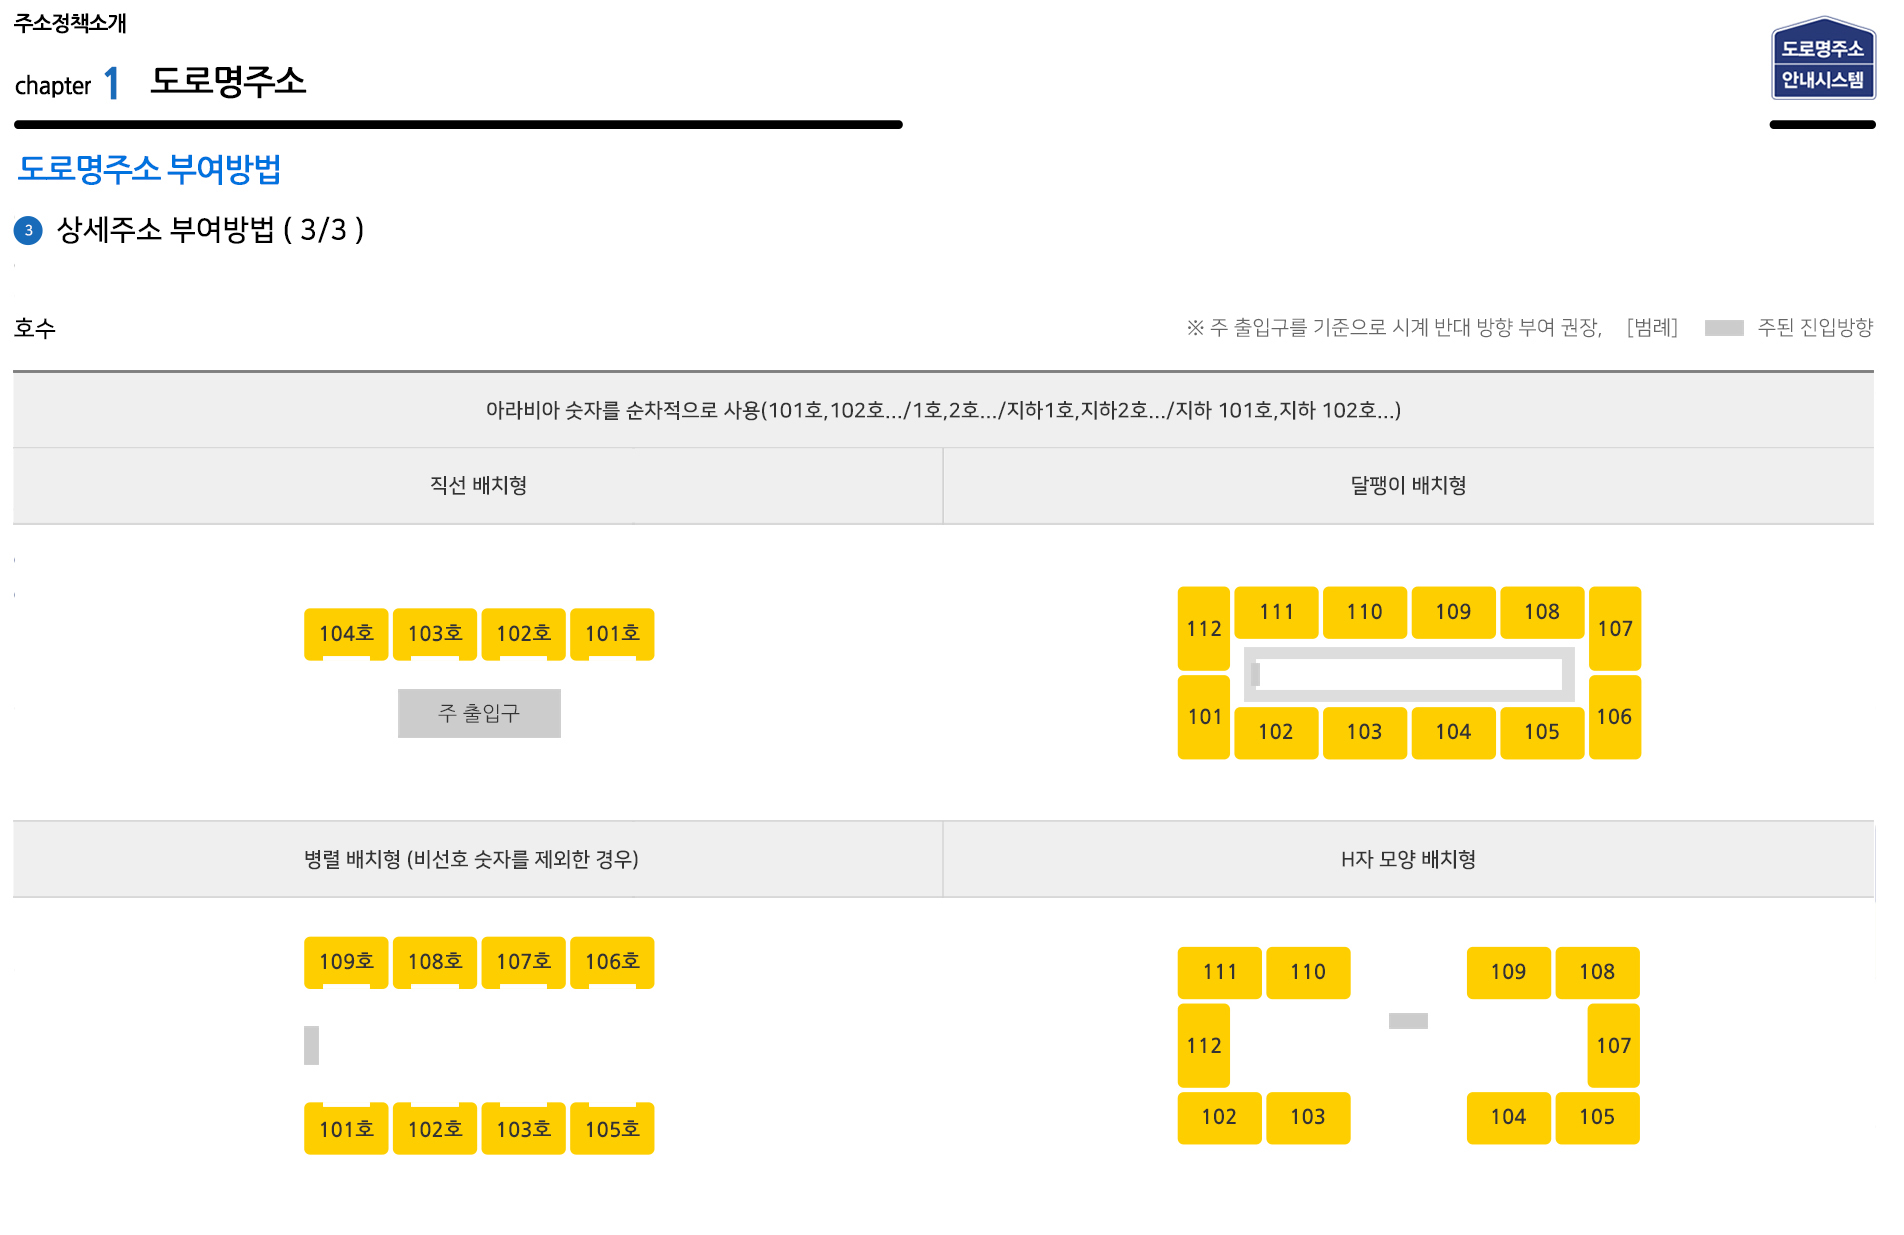 주소정책소개
도로명주소
안내시스템
chapter 1 도로명주소
도로명주소 부여방법
3 상세주소 부여방법 ( 3/3 )
호수
※ 주 출입구를 기준으로 시계 반대 방향 부여 권장, [범례] 주된 진입방향
아라비아 숫자를 순차적으로 사용(101호,102호…/1호,2호…/지하1호,지하2호…/지하 101호,지하 102호…)
직선 배치형
달팽이 배치형
104호 103호 102호 101호
주 출입구
112 111 110 109 108 107
101 102 103 104 105 106
병렬 배치형 (비선호 숫자를 제외한 경우)
H자 모양 배치형
109호 108호 107호 106호
101호 102호 103호 105호
111 110 109 108
112 107
102 103 104 105